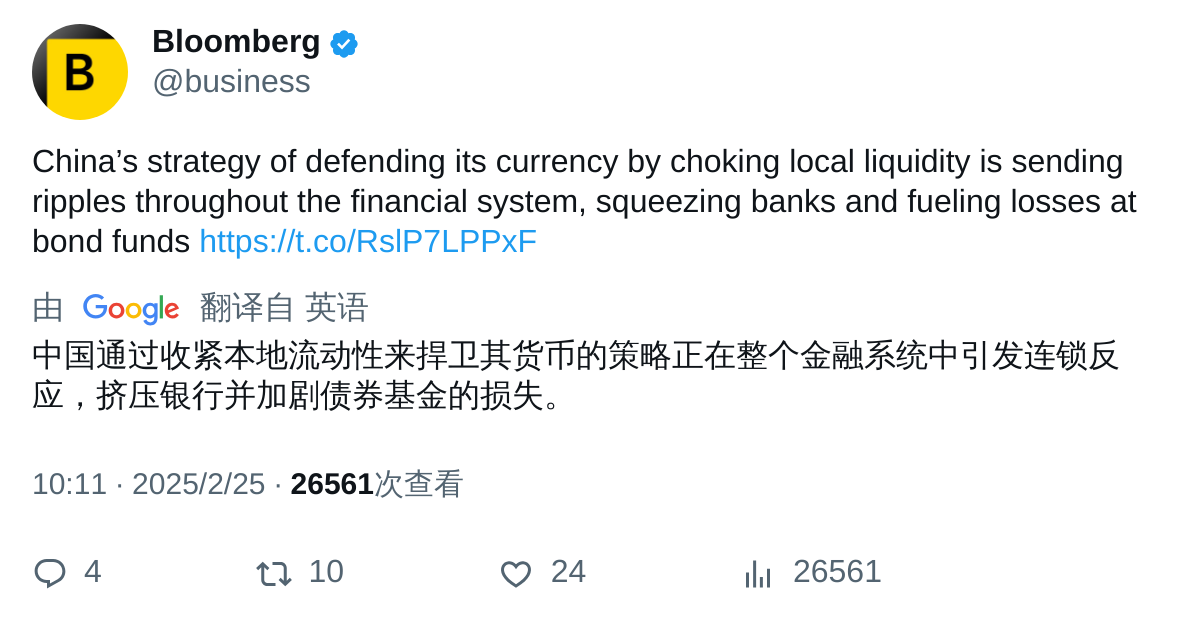 B
Bloomberg
@business
China’s strategy of defending its currency by choking local liquidity is sending
ripples throughout the financial system, squeezing banks and fueling losses at
bond funds https://t.co/RslP7LPPxF
由 Google 翻译自 英语
中国通过收紧本地流动性来捍卫其货币的策略正在整个金融系统中引发连锁反
应，挤压银行并加剧债券基金的损失。
10:11 · 2025/2/25 · 26561次查看
4 10 24 26561